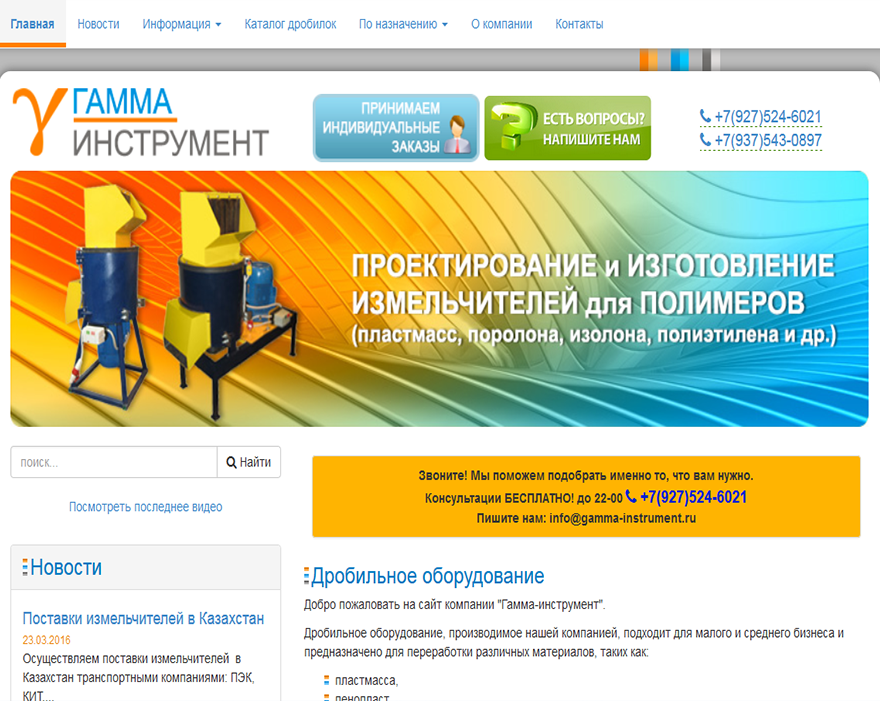 Главная Новости Информация Каталог дробилок По назначению О компании Контакты
ГАММА
ИНСТРУМЕНТ
ПРИНИМАЕМ
ИНДИВИДУАЛЬНЫЕ
ЗАКАЗЫ
ЕСТЬ ВОПРОСЫ?
НАПИШИТЕ НАМ
+7(927)524-6021
+7(937)543-0897
ПРОЕКТИРОВАНИЕ и ИЗГОТОВЛЕНИЕ
ИЗМЕЛЬЧИТЕЛЕЙ для ПОЛИМЕРОВ
(пластмасс, поролона, изолона, полиэтилена и др.)
поиск... Найти
Посмотреть последнее видео
Новости
Поставки измельчителей в Казахстан
23.03.2016
Осуществляем поставки измельчителей в
Казахстан транспортными компаниями: ПЭК,
КИТ,...
Звоните! Мы поможем подобрать именно то, что вам нужно.
Консультации БЕСПЛАТНО! до 22-00 +7(927)524-6021
Пишите нам: info@gamma-instrument.ru
Дробильное оборудование
Добро пожаловать на сайт компании "Гамма-инструмент".
Дробильное оборудование, производимое нашей компанией, подходит для малого и среднего бизнеса и
предназначено для переработки различных материалов, таких как:
пластмасса,
пенопласт,